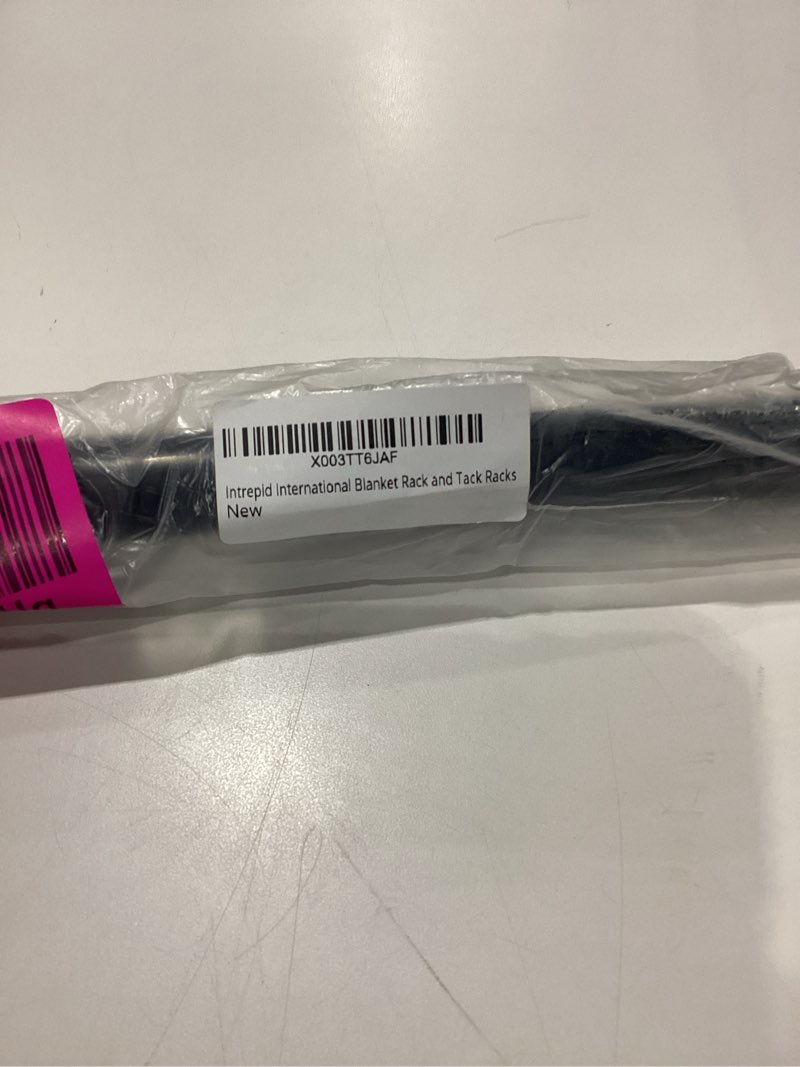 X003TT6JAF
Intrepid International Blanket Rack and Tack Racks
New